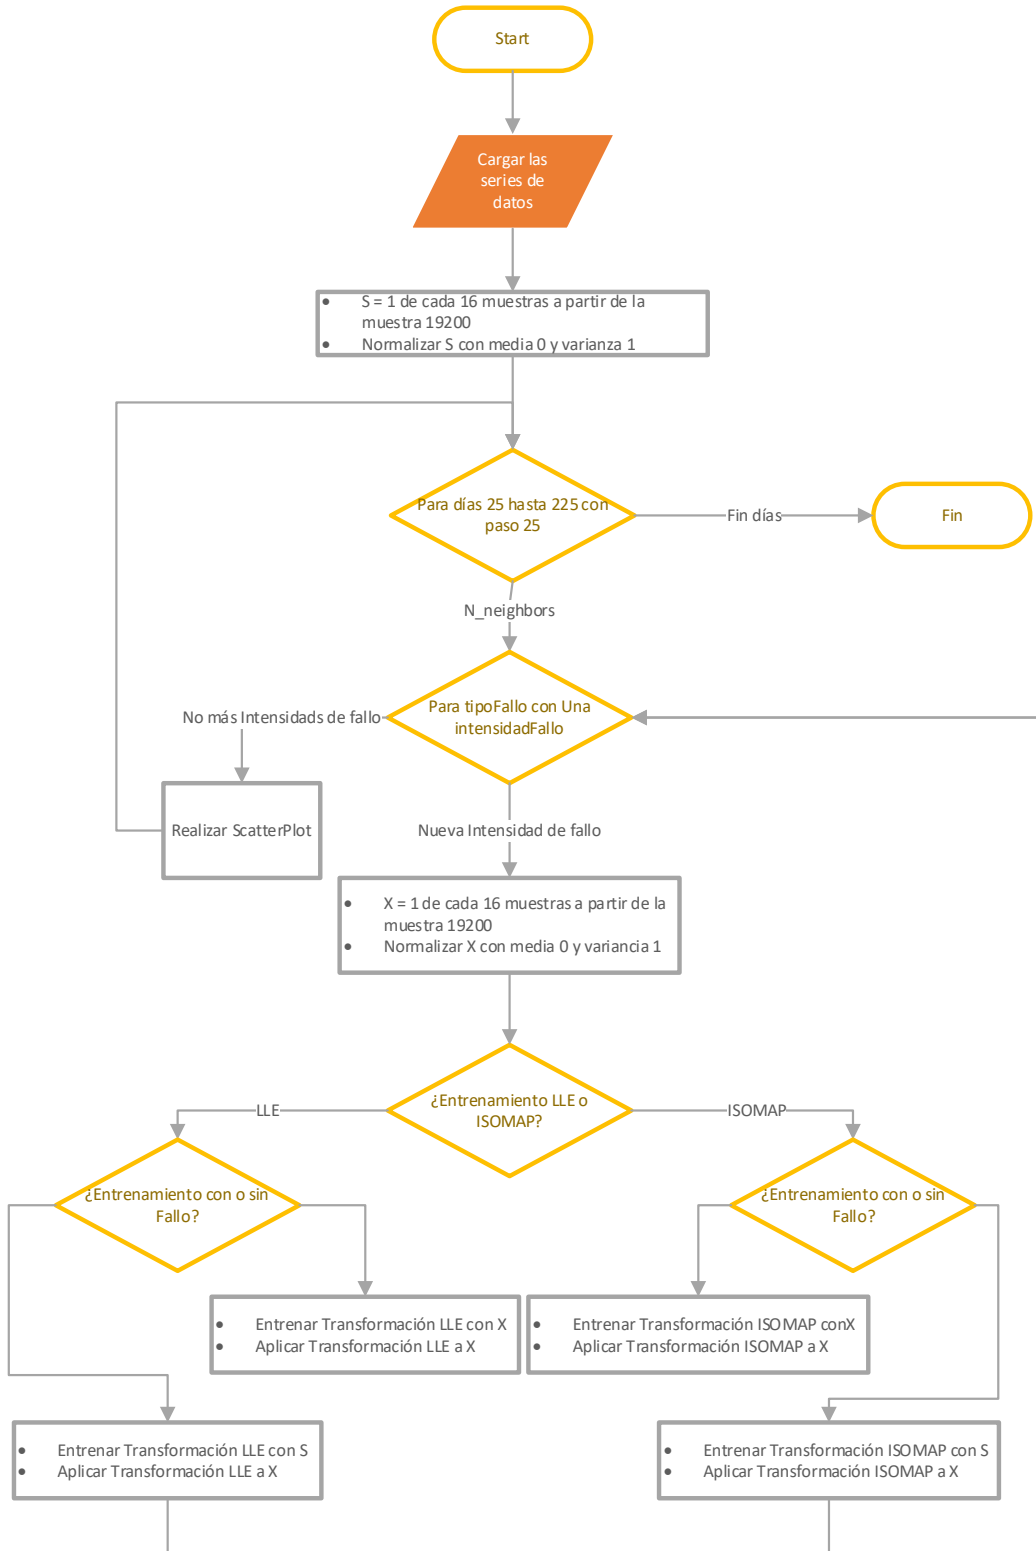 Start
Cargar las
series de
datos
• S = 1 de cada 16 muestras a partir de la
muestra 19200
• Normalizar S con media 0 y varianza 1
Para días 25 hasta 225 con
paso 25
Fin días
Fin
N_neighbors
Para tipoFallo con Una
intensidadFallo
No más Intensidads de fallo
Realizar ScatterPlot
Nueva Intensidad de fallo
• X = 1 de cada 16 muestras a partir de la
muestra 19200
• Normalizar X con media 0 y variancia 1
¿Entrenamiento LLE o
ISOMAP?
LLE
ISOMAP
¿Entrenamiento con o sin
Fallo?
¿Entrenamiento con o sin
Fallo?
• Entrenar Transformación LLE con X
• Aplicar Transformación LLE a X
• Entrenar Transformación ISOMAP conX
• Aplicar Transformación ISOMAP a X
• Entrenar Transformación LLE con S
• Aplicar Transformación LLE a X
• Entrenar Transformación ISOMAP con S
• Aplicar Transformación ISOMAP a X